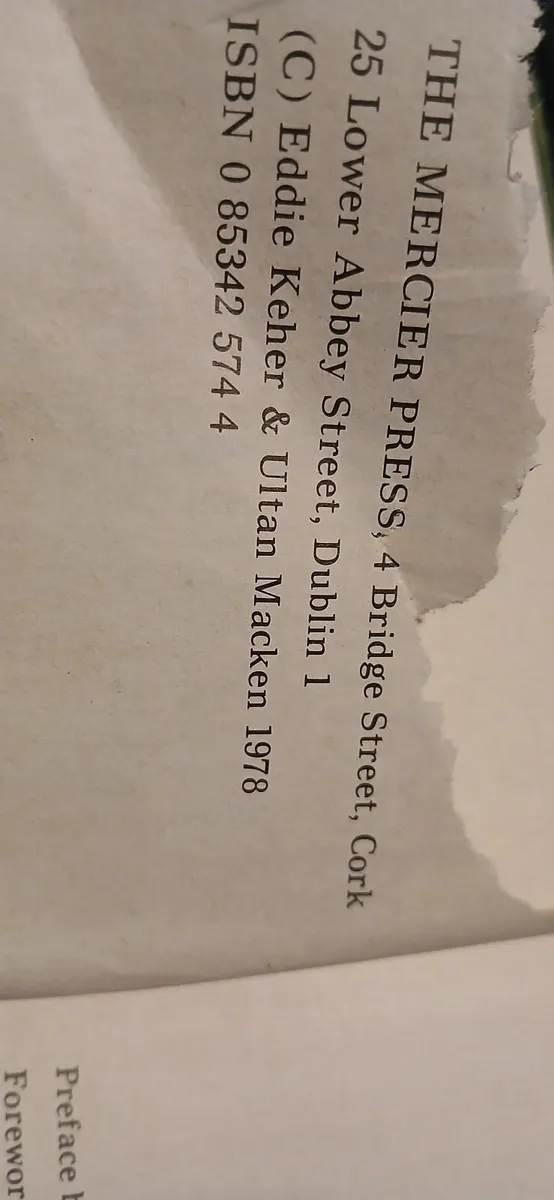 THE MERCIER PRESS, 4 Bridge Street, Cork
25 Lower Abbey Street, Dublin 1
(C) Eddie Keher & Ultan Macken 1978
ISBN 0 85342 574 4
Preface